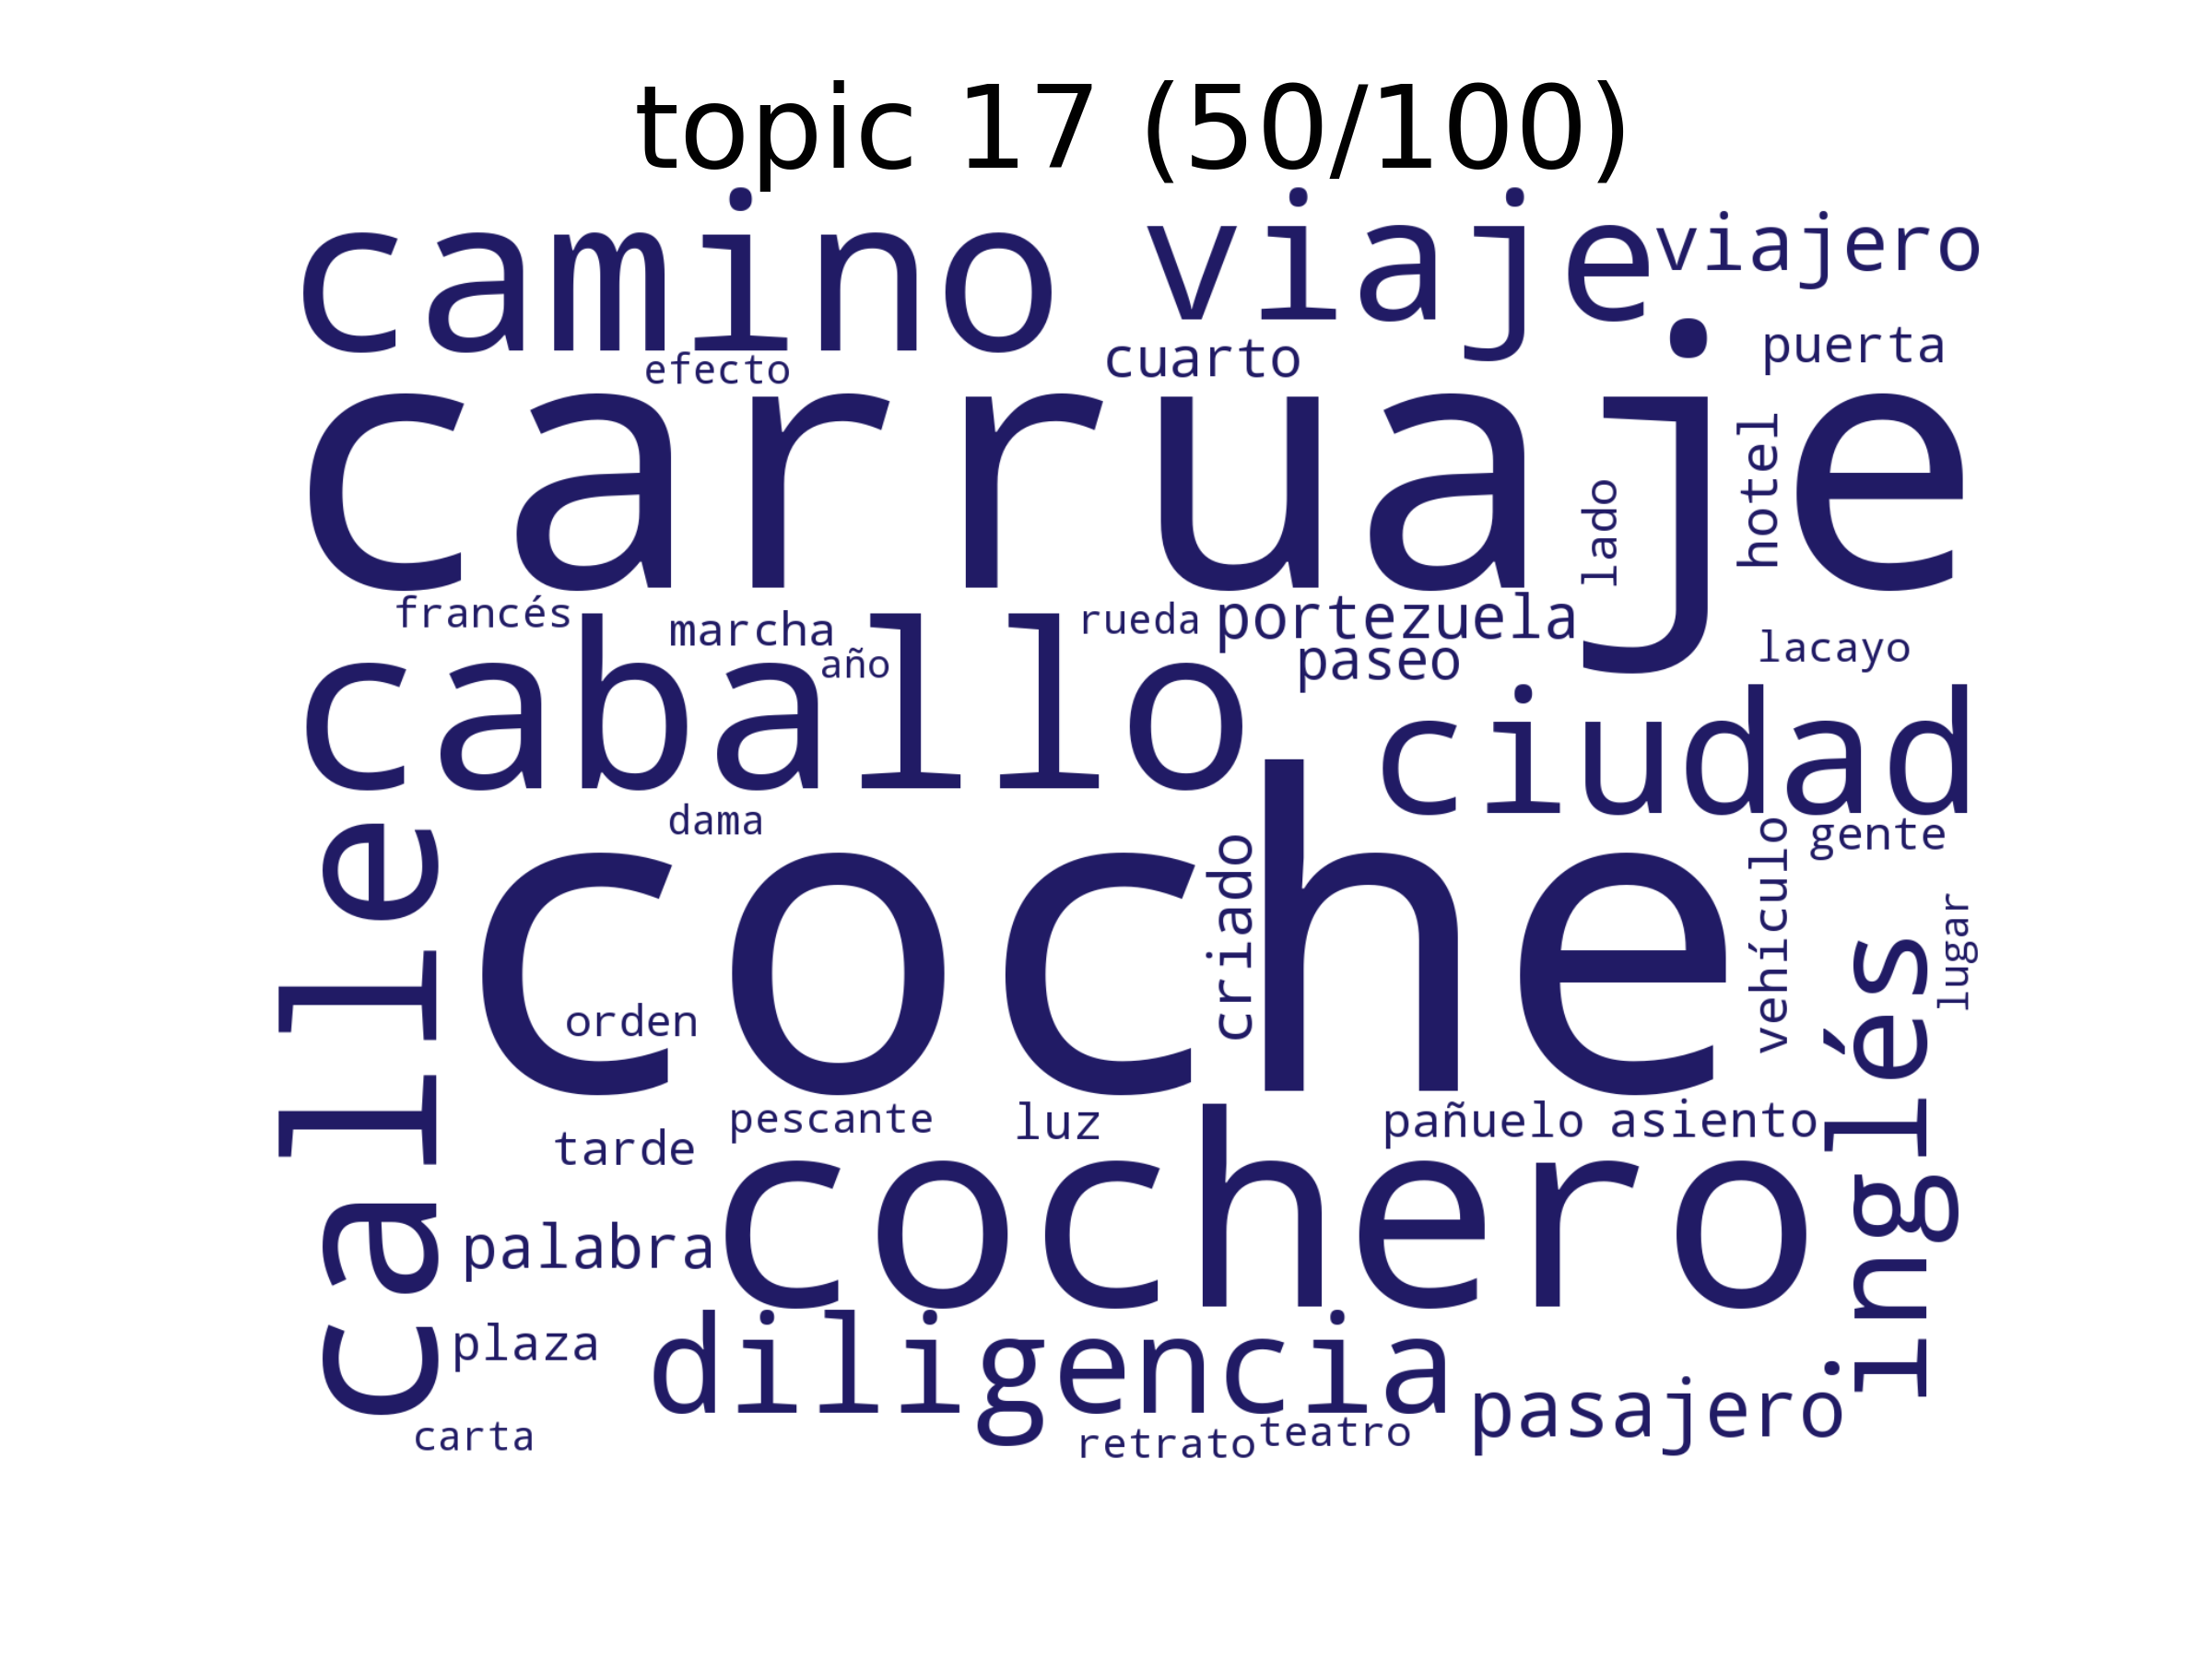 topic 17 (50/100)
camino viaje viajero
efecto cuarto puerta
carruaje
lado
hotel
francés marcha rueda portezuela
año paseo lacayo
caballo ciudad
dama gente
calle
coche
criado
vehículo
lugar
inglés
orden
pescante luz pañuelo asiento
tarde
cochero
palabra
plaza diligencia pasajero
carta retrato teatro